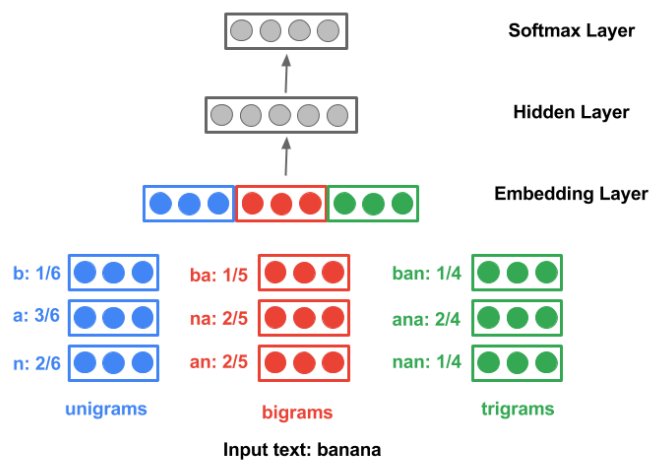 Softmax Layer
Hidden Layer
Embedding Layer
b: 1/6 ba: 1/5 ban: 1/4
a: 3/6 na: 2/5 ana: 2/4
n: 2/6 an: 2/5 nan: 1/4
unigrams bigrams trigrams
Input text: banana